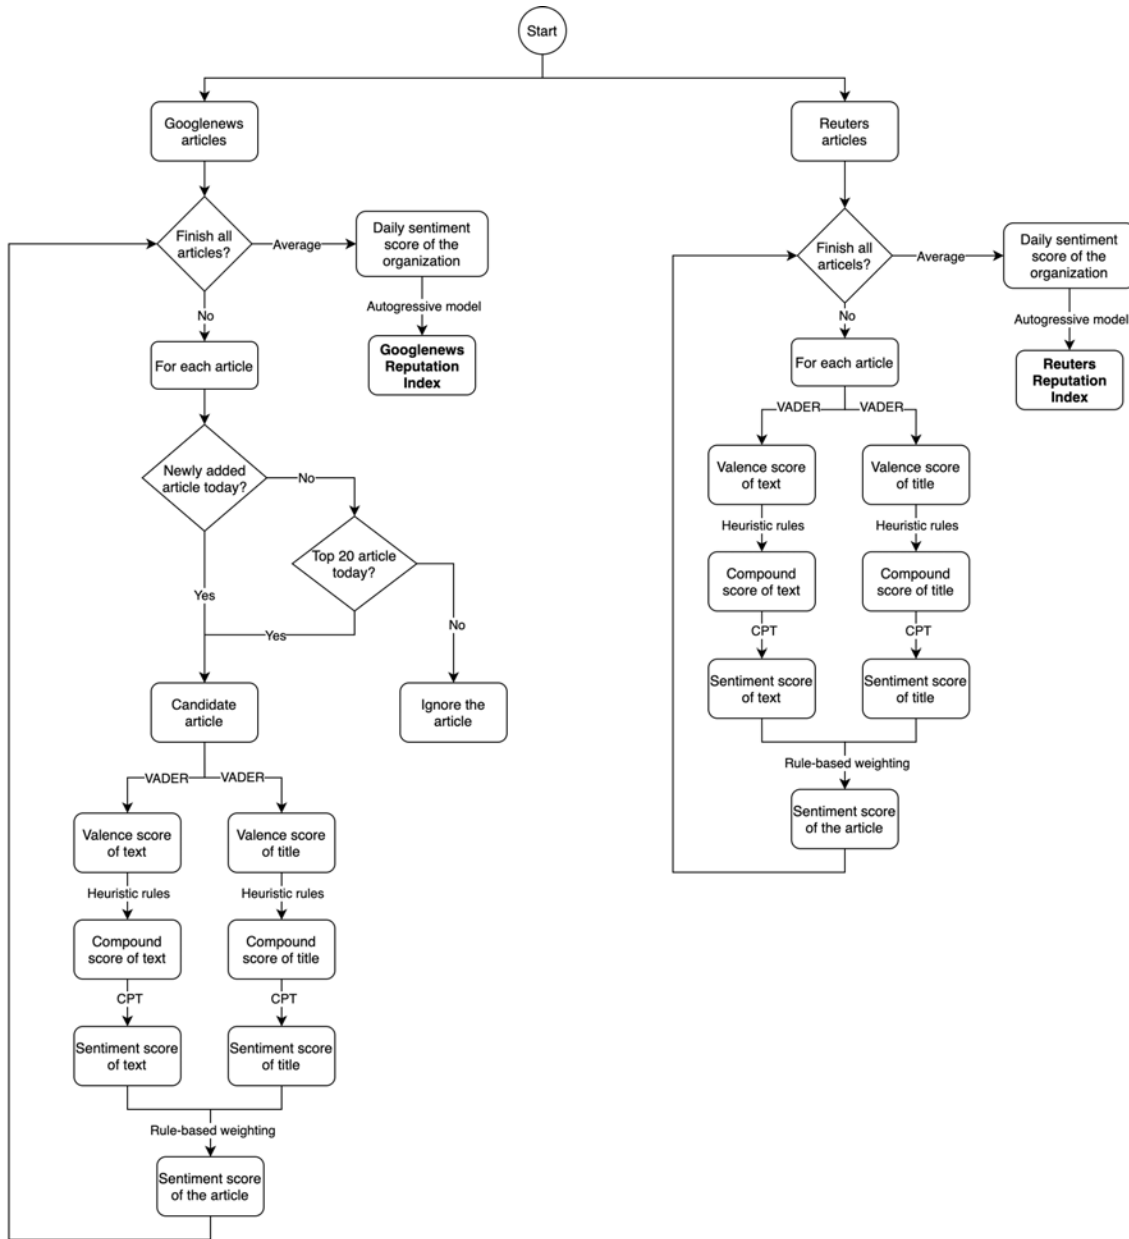 Start
Googlenews
articles
Finish all
articles?
Average
Daily sentiment
score of the
organization
Autogressive model
Googlenews
Reputation
Index
No
For each article
Newly added
article today?
No
Top 20 article
today?
Yes
Yes
No
Candidate
article
Ignore the
article
VADER
VADER
Valence score
of text
Valence score
of title
Heuristic rules
Heuristic rules
Compound
score of text
Compound
score of title
CPT
CPT
Sentiment score
of text
Sentiment score
of title
Rule-based weighting
Sentiment score
of the article
Reuters
articles
Finish all
articels?
Average
Daily sentiment
score of the
organization
Autogressive model
Reuters
Reputation
Index
No
For each article
VADER
VADER
Valence score
of text
Valence score
of title
Heuristic rules
Heuristic rules
Compound
score of text
Compound
score of title
CPT
CPT
Sentiment score
of text
Sentiment score
of title
Rule-based weighting
Sentiment score
of the article